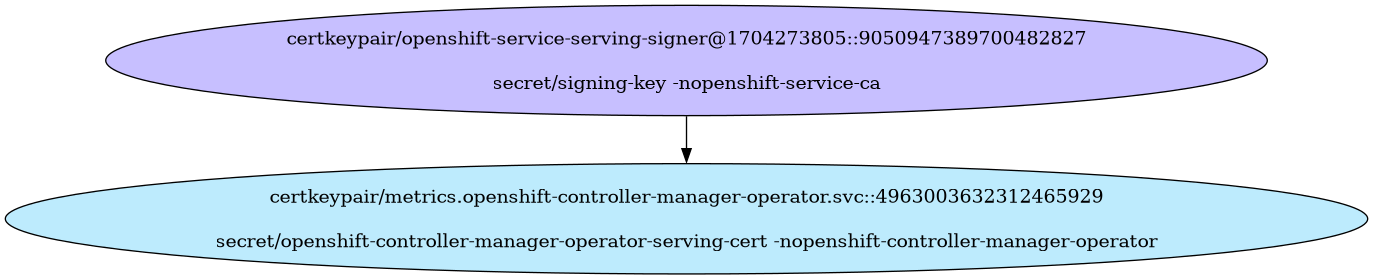 certkeypair/openshift-service-serving-signer@1704273805::9050947389700482827
secret/signing-key -nopenshift-service-ca
certkeypair/metrics.openshift-controller-manager-operator.svc::4963003632312465929
secret/openshift-controller-manager-operator-serving-cert -nopenshift-controller-manager-operator